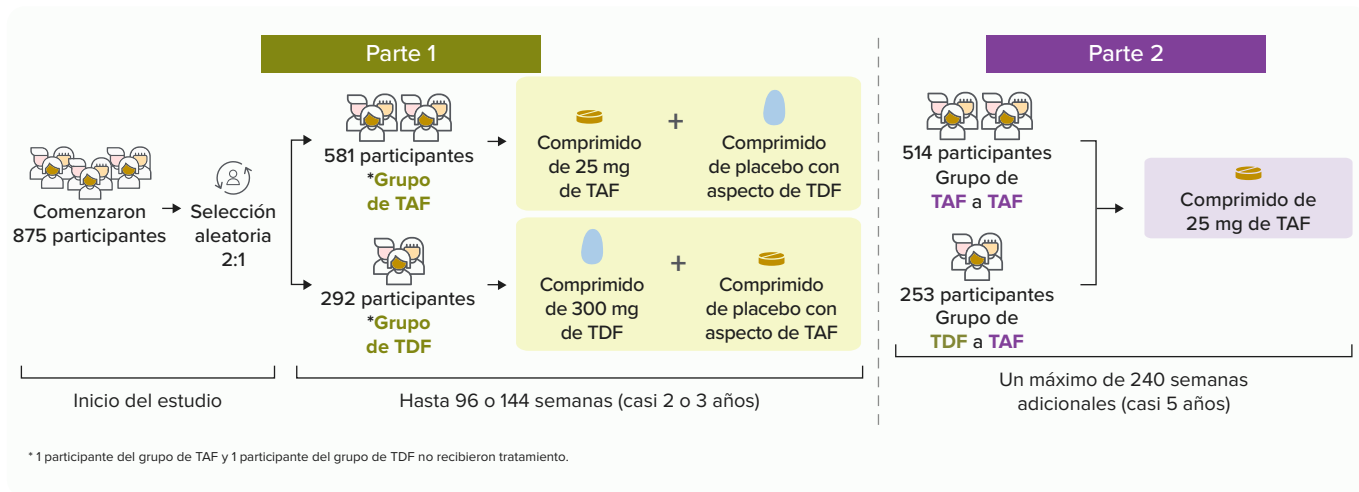 Parte 1
Parte 2
Comenzaron
875 participantes
Selección
aleatoria
2:1
581 participantes
*Grupo
de TAF
Comprimido
de 25 mg
de TAF
+
Comprimido
de placebo con
aspecto de TDF
292 participantes
*Grupo
de TDF
Comprimido
de 300 mg
de TDF
+
Comprimido
de placebo con
aspecto de TAF
514 participantes
Grupo de
TAF a TAF
253 participantes
Grupo de
TDF a TAF
Comprimido de
25 mg de TAF
Inicio del estudio
Hasta 96 o 144 semanas (casi 2 o 3 años)
Un máximo de 240 semanas
adicionales (casi 5 años)
* 1 participante del grupo de TAF y 1 participante del grupo de TDF no recibieron tratamiento.